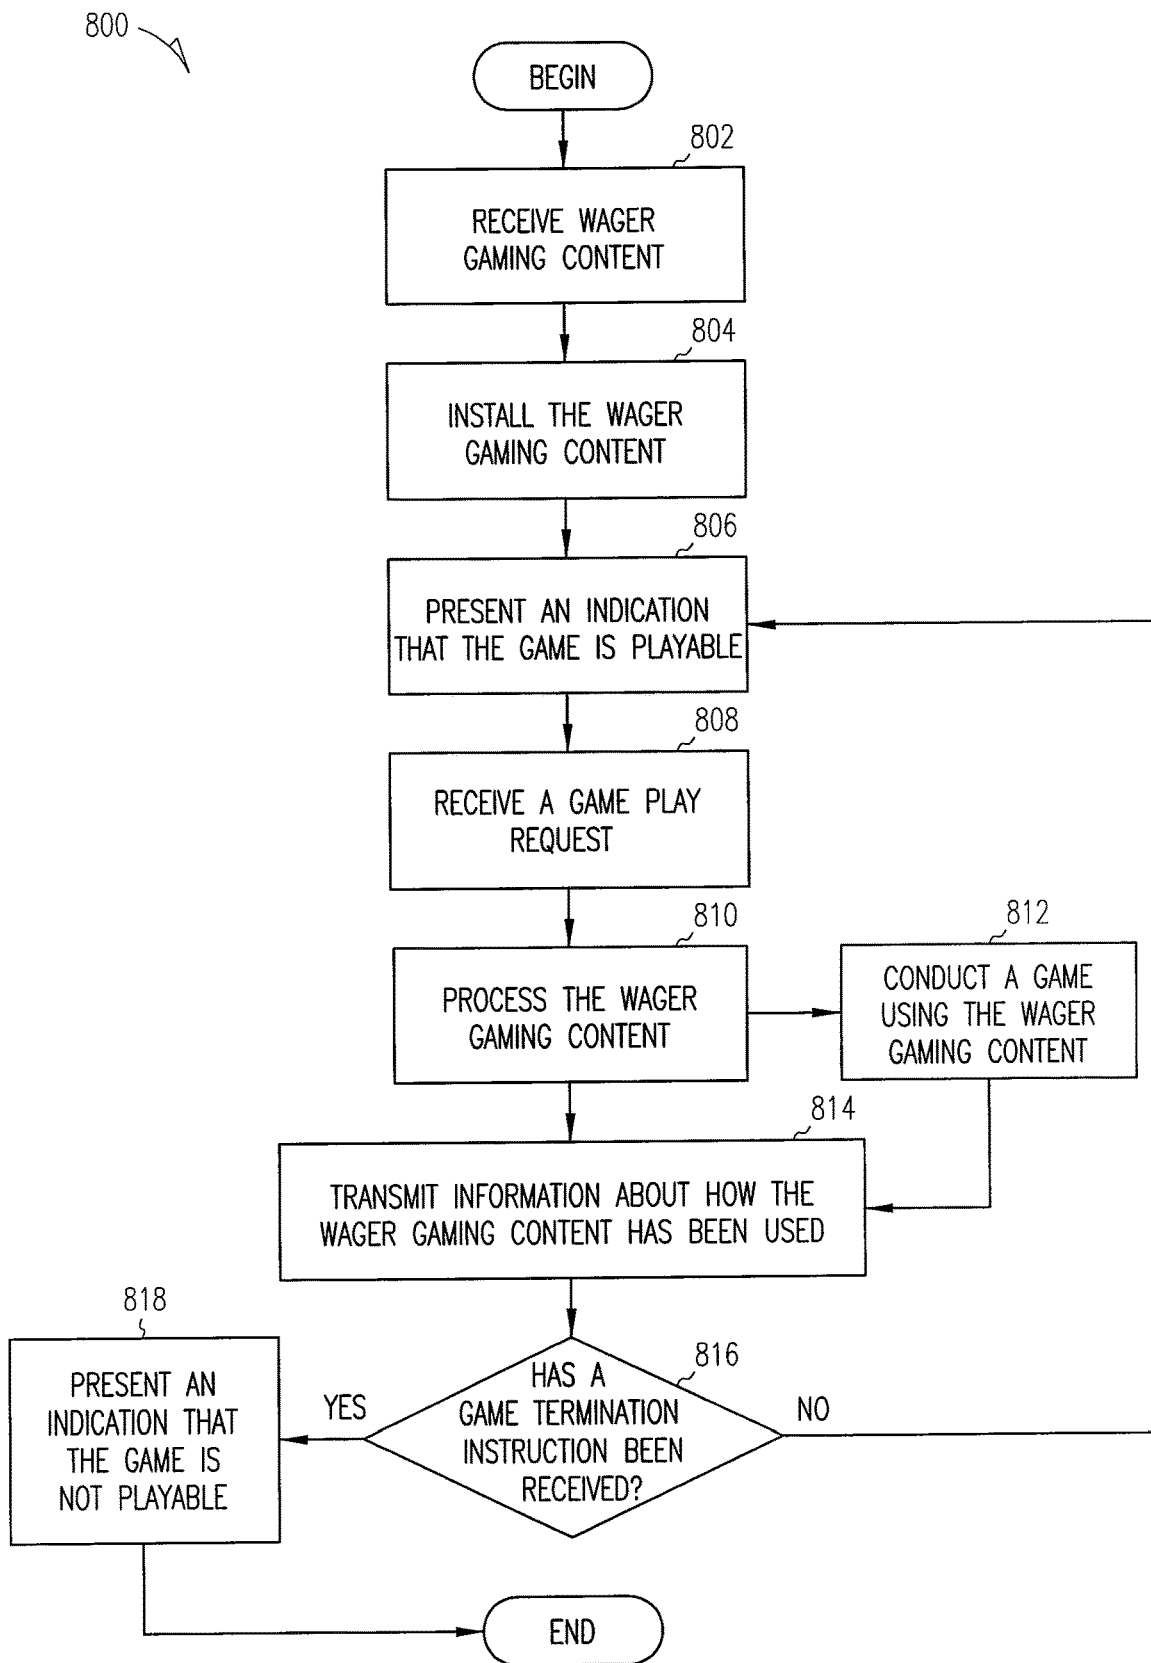 800
BEGIN
802
RECEIVE WAGER
GAMING CONTENT
804
INSTALL THE WAGER
GAMING CONTENT
806
PRESENT AN INDICATION
THAT THE GAME IS PLAYABLE
808
RECEIVE A GAME PLAY
REQUEST
810
PROCESS THE WAGER
GAMING CONTENT
812
CONDUCT A GAME
USING THE WAGER
GAMING CONTENT
814
TRANSMIT INFORMATION ABOUT HOW THE
WAGER GAMING CONTENT HAS BEEN USED
816
HAS A
GAME TERMINATION
INSTRUCTION BEEN
RECEIVED?
YES
NO
818
PRESENT AN
INDICATION THAT
THE GAME IS
NOT PLAYABLE
END